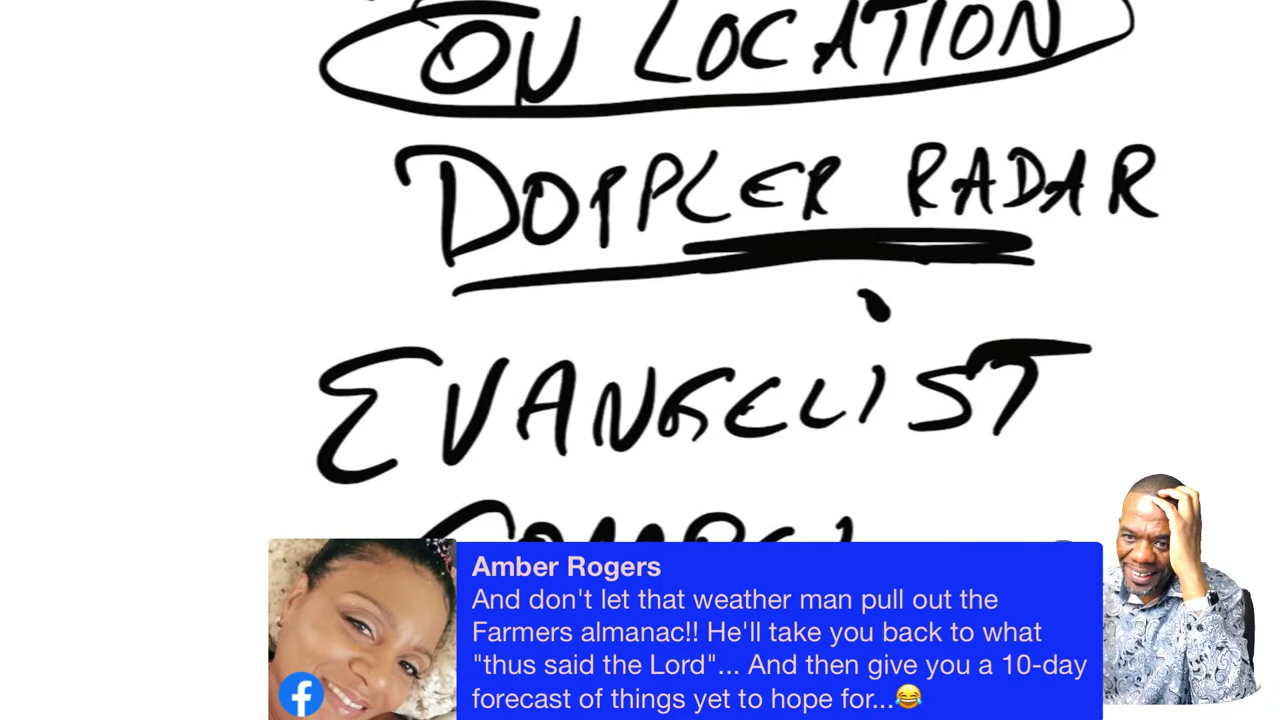 ON LOCATION
DOPPLER RADAR
EVANGELIST
Amber Rogers
And don't let that weather man pull out the
Farmers almanac!! He'll take you back to what
"thus said the Lord"... And then give you a 10-day
forecast of things yet to hope for...😂